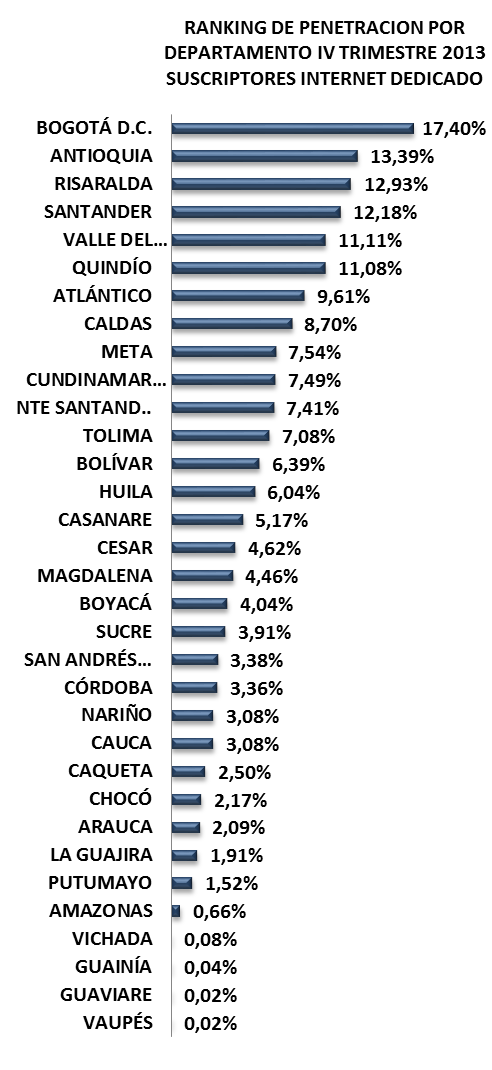 RANKING DE PENETRACION POR
DEPARTAMENTO IV TRIMESTRE 2013
SUSCRIPTORES INTERNET DEDICADO
BOGOTÁ D.C. 17,40%
ANTIOQUIA 13,39%
RISARALDA 12,93%
SANTANDER 12,18%
VALLE DEL... 11,11%
QUINDÍO 11,08%
ATLÁNTICO 9,61%
CALDAS 8,70%
META 7,54%
CUNDINAMAR... 7,49%
NTE SANTAND.. 7,41%
TOLIMA 7,08%
BOLÍVAR 6,39%
HUILA 6,04%
CASANARE 5,17%
CESAR 4,62%
MAGDALENA 4,46%
BOYACÁ 4,04%
SUCRE 3,91%
SAN ANDRÉS... 3,38%
CÓRDOBA 3,36%
NARIÑO 3,08%
CAUCA 3,08%
CAQUETA 2,50%
CHOCÓ 2,17%
ARAUCA 2,09%
LA GUAJIRA 1,91%
PUTUMAYO 1,52%
AMAZONAS 0,66%
VICHADA 0,08%
GUAINÍA 0,04%
GUAVIARE 0,02%
VAUPÉS 0,02%